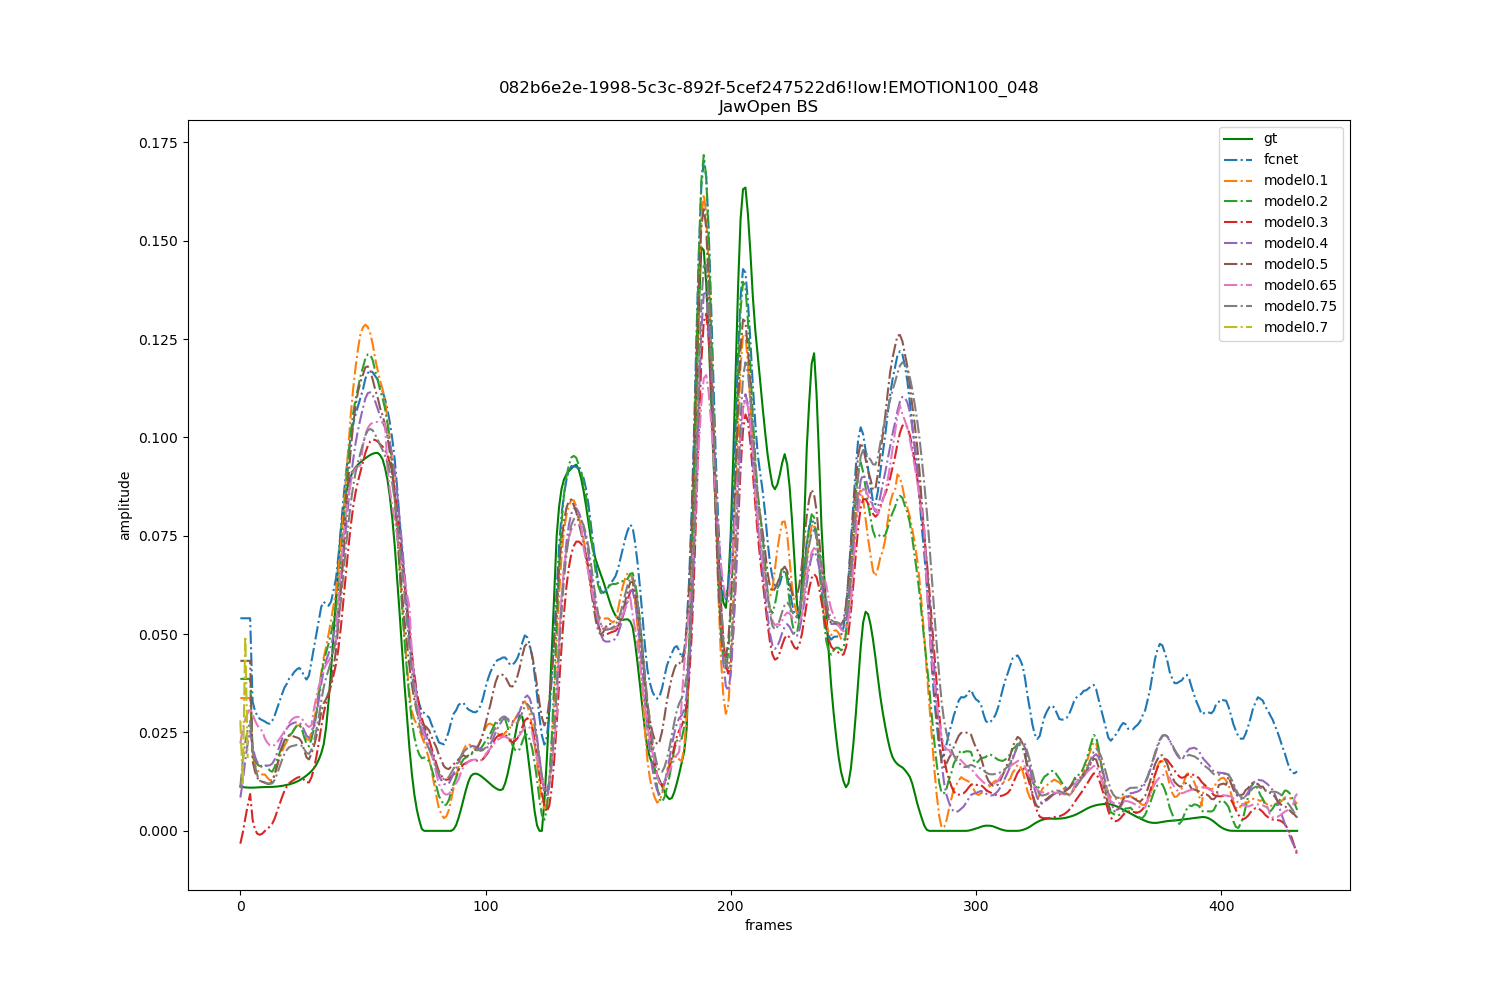 082b6e2e-1998-5c3c-892f-5cef247522d6!low!EMOTION100_048
JawOpen BS
0.175
0.150
0.125
0.100
0.075
0.050
0.025
0.000
amplitude
0
100
200
300
400
frames
gt
fcnet
model0.1
model0.2
model0.3
model0.4
model0.5
model0.65
model0.75
model0.7